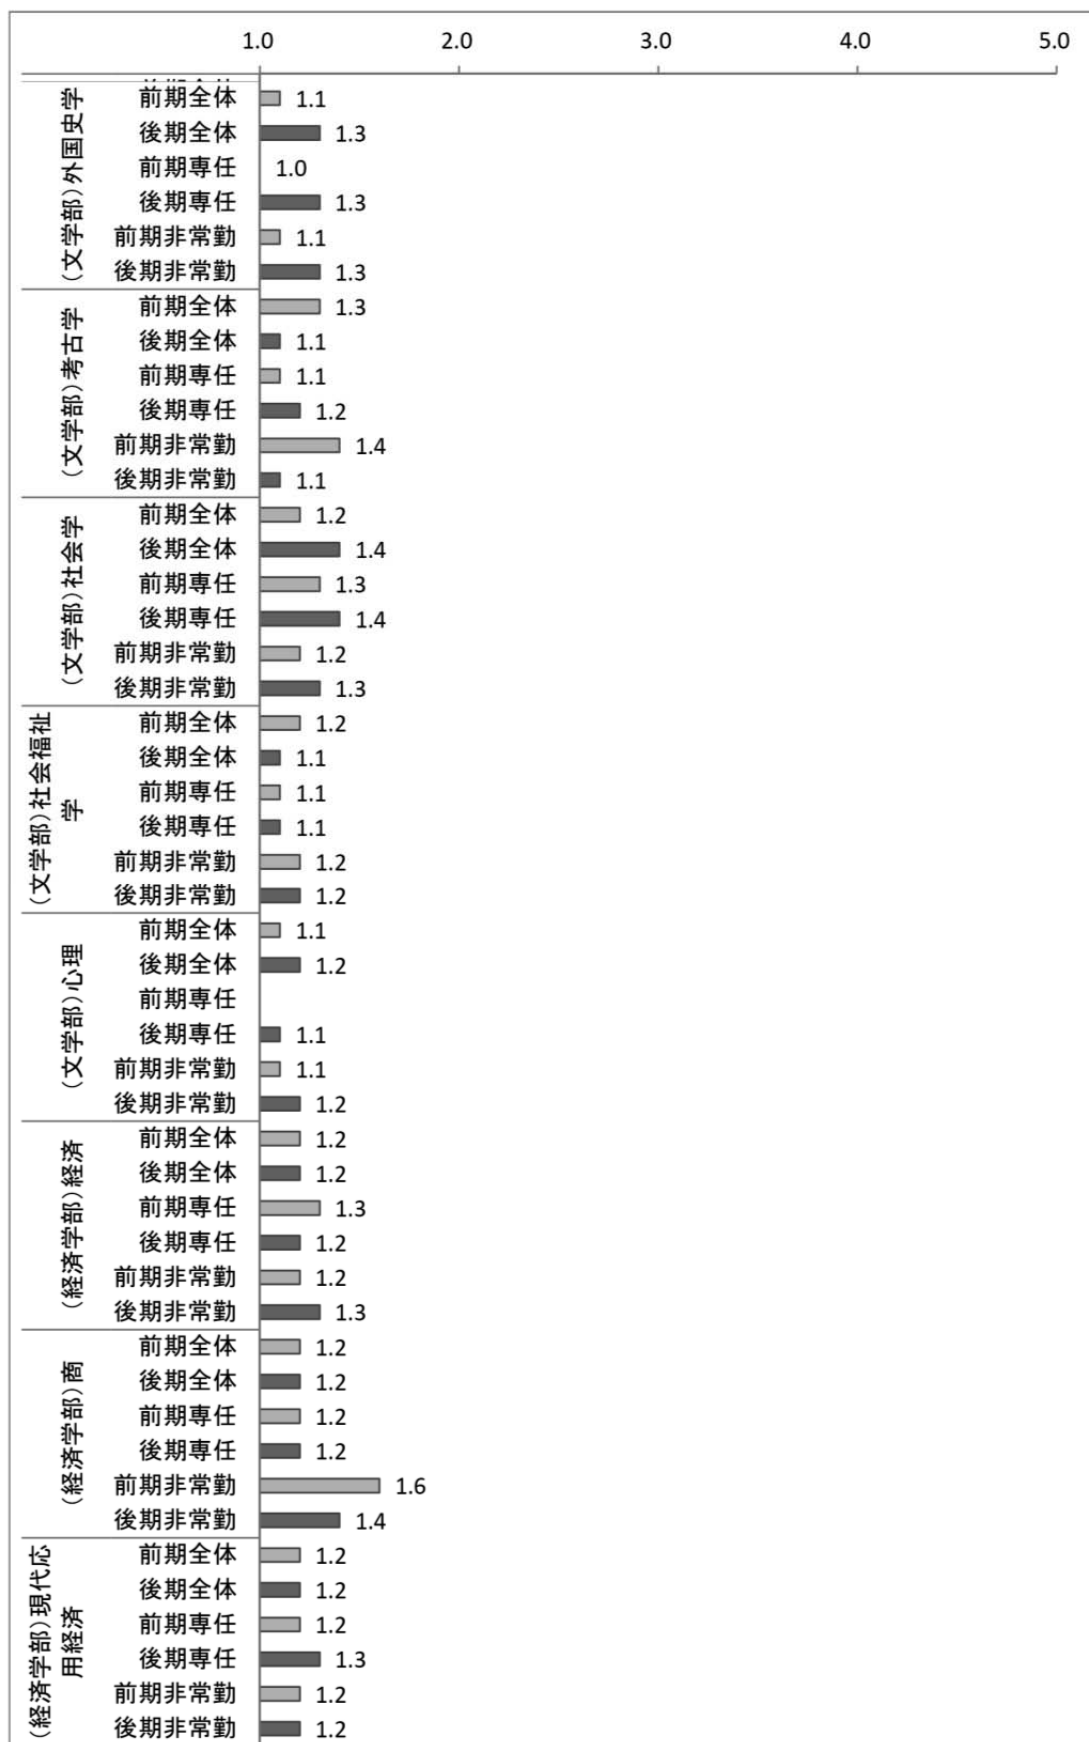 1.0 2.0 3.0 4.0 5.0
(文学部)外国史学
前期全体 1.1
後期全体 1.3
前期専任 1.0
後期専任 1.3
前期非常勤 1.1
後期非常勤 1.3
(文学部)考古学
前期全体 1.3
後期全体 1.1
前期専任 1.1
後期専任 1.2
前期非常勤 1.4
後期非常勤 1.1
(文学部)社会学
前期全体 1.2
後期全体 1.4
前期専任 1.3
後期専任 1.4
前期非常勤 1.2
後期非常勤 1.3
(文学部)社会福祉
学
前期全体 1.2
後期全体 1.1
前期専任 1.1
後期専任 1.1
前期非常勤 1.2
後期非常勤 1.2
(文学部)心理
前期全体 1.1
後期全体 1.2
前期専任
後期専任 1.1
前期非常勤 1.1
後期非常勤 1.2
(経済学部)経済
前期全体 1.2
後期全体 1.2
前期専任 1.3
後期専任 1.2
前期非常勤 1.2
後期非常勤 1.3
(経済学部)商
前期全体 1.2
後期全体 1.2
前期専任 1.2
後期専任 1.2
前期非常勤 1.6
後期非常勤 1.4
(経済学部)現代応
用経済
前期全体 1.2
後期全体 1.2
前期専任 1.2
後期専任 1.3
前期非常勤 1.2
後期非常勤 1.2